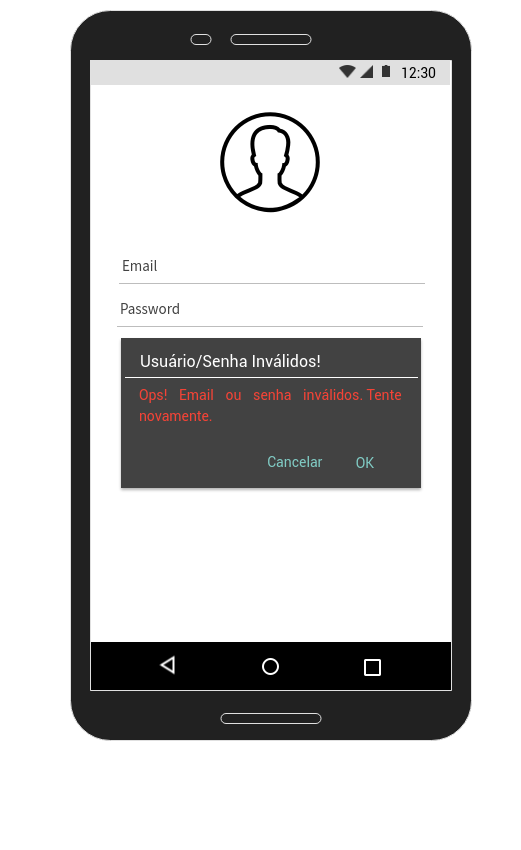 12:30
Email
Password
Usuário/Senha Inválidos!
Ops! Email ou senha inválidos. Tente
novamente.
Cancelar OK